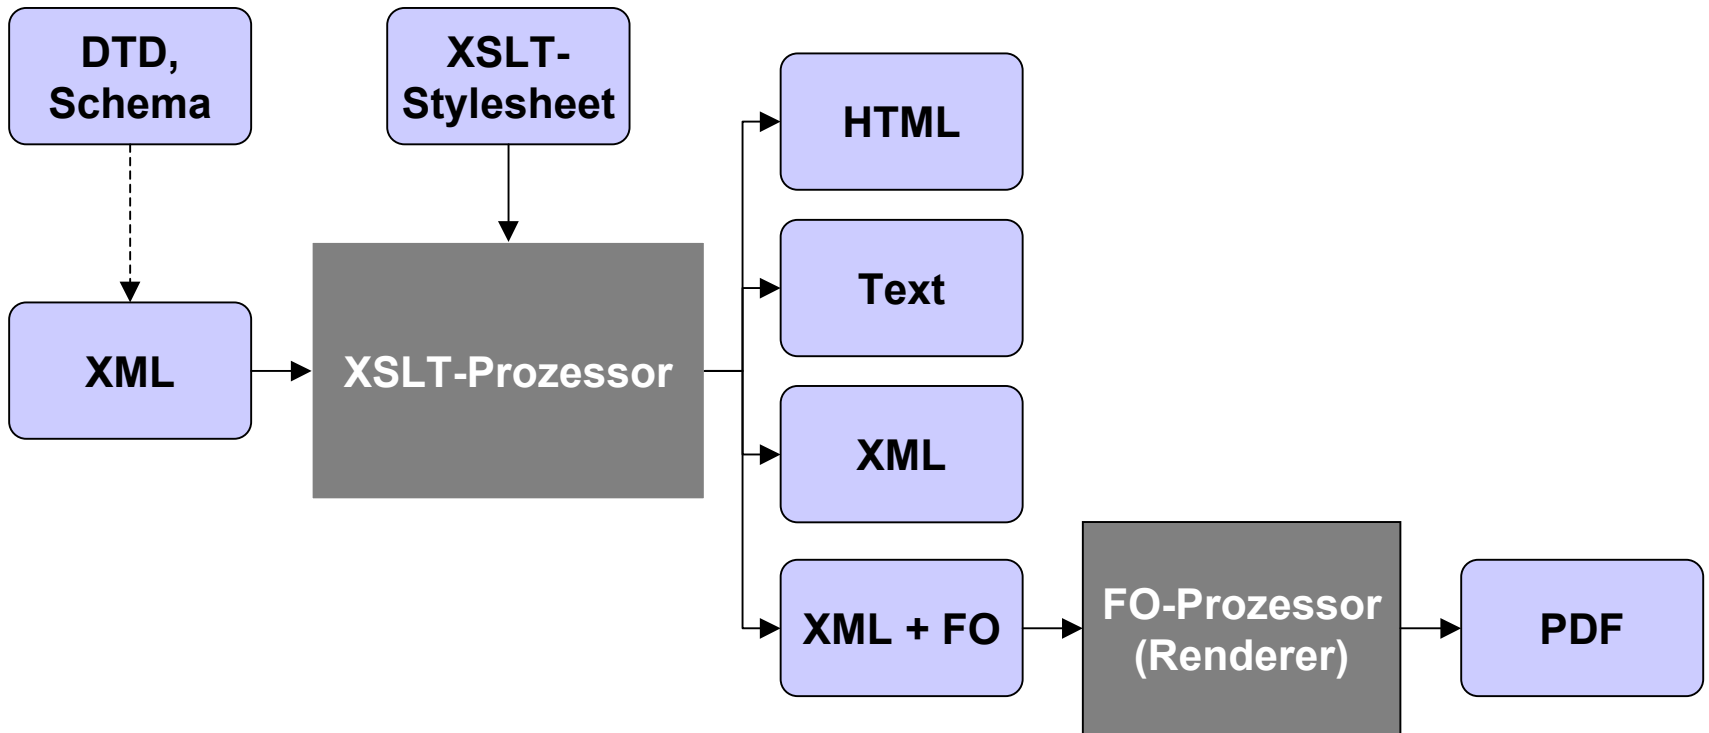 DTD,
Schema
XSLT-
Stylesheet
HTML
Text
XML
XSLT-Prozessor
XML
XML + FO
FO-Prozessor
(Renderer)
PDF